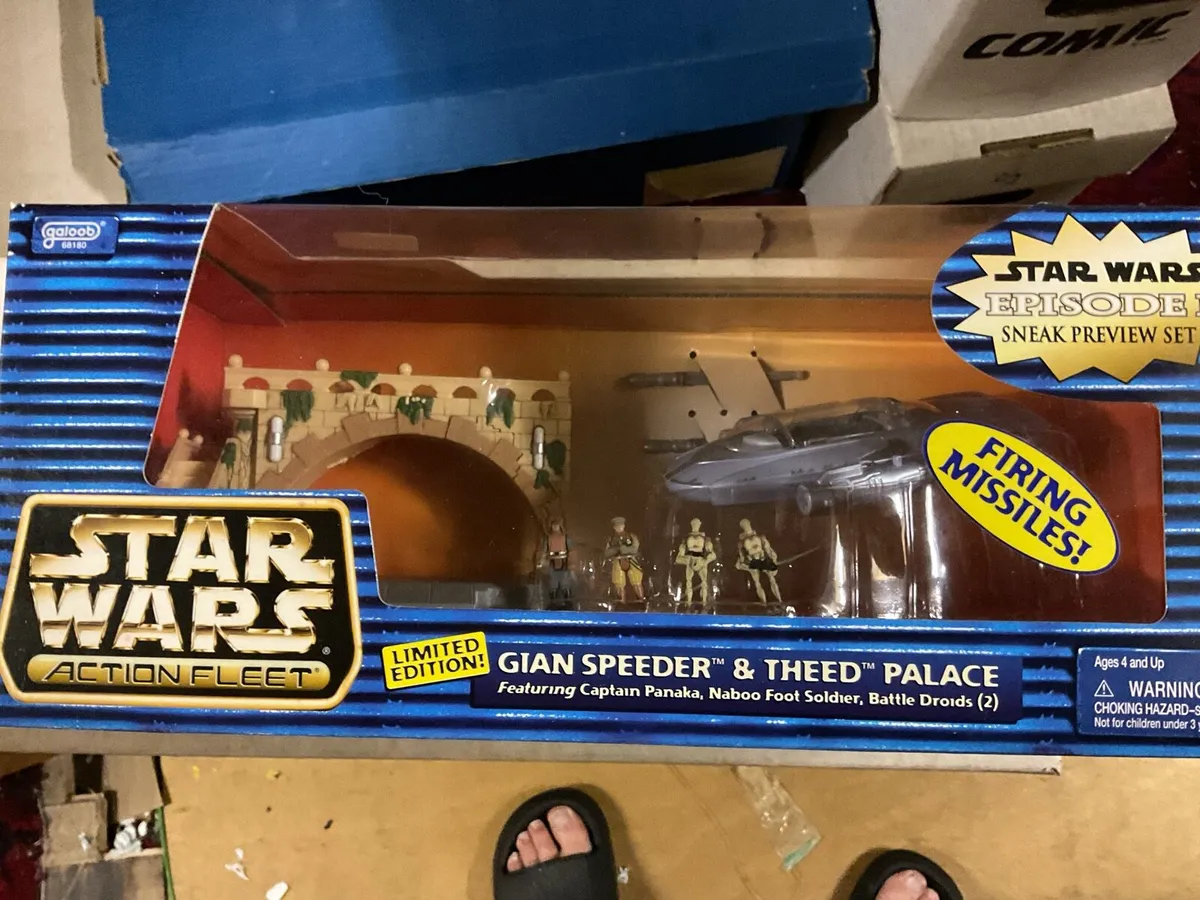 COMIC
galoob
68180
STAR WARS
EPISODE I
SNEAK PREVIEW SET
FIRING
MISSILES!
STAR
WARS®
ACTION FLEET™
LIMITED
EDITION!
GIAN SPEEDER™ & THEED™ PALACE
Featuring Captain Panaka, Naboo Foot Soldier, Battle Droids (2)
Ages 4 and Up
⚠ WARNING
CHOKING HAZARD-S
Not for children under 3 y